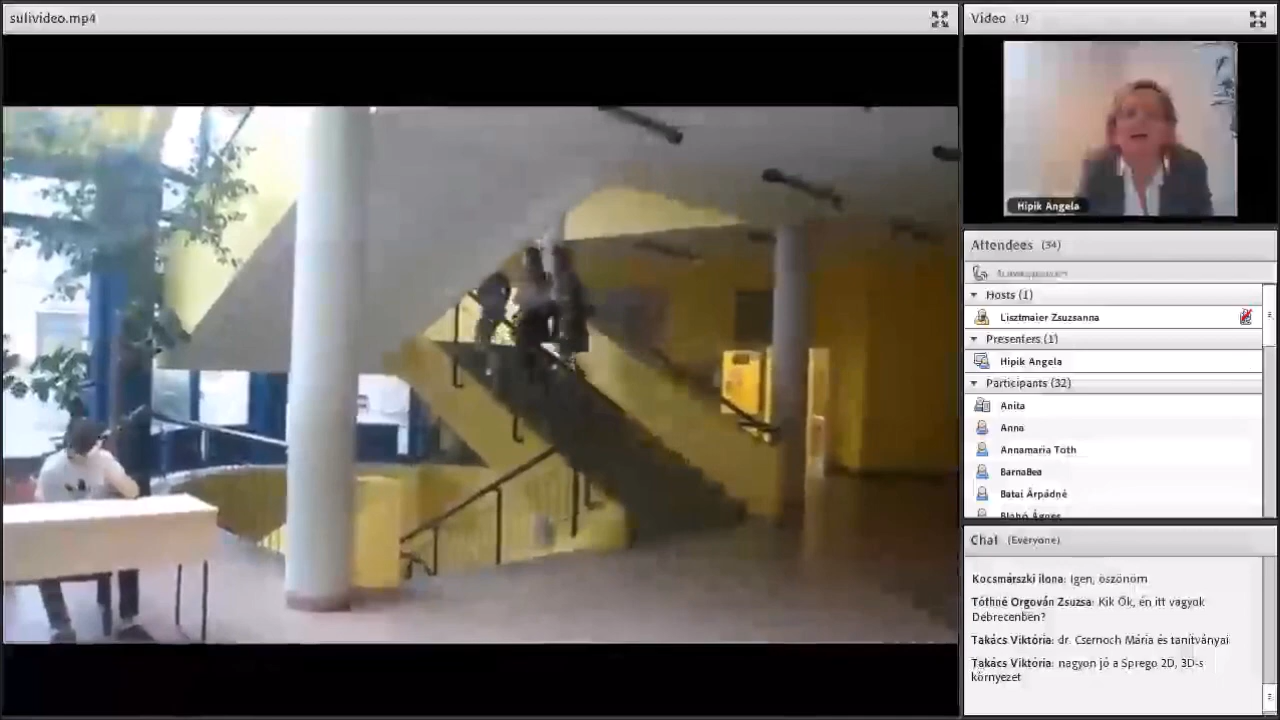 sulivideo.mp4
Video (1)
Hipik Angela
Attendees (34)
Hosts (1)
Lisztmaier Zsuzsanna
Presenters (1)
Hipik Angela
Participants (32)
Anita
Anna
Annamaria Toth
BarnaBea
Batai Árpádné
Chat (Everyone)
Kocsmárszki ilona: Igen, öszönöm
Tóthné Orgován Zsuzsa: Kik Ők, én itt vagyok
Debrecenben?
Takács Viktória: dr. Csernoch Mária és tanítványai
Takács Viktória: nagyon jó a Sprego 2D, 3D-s
környezet